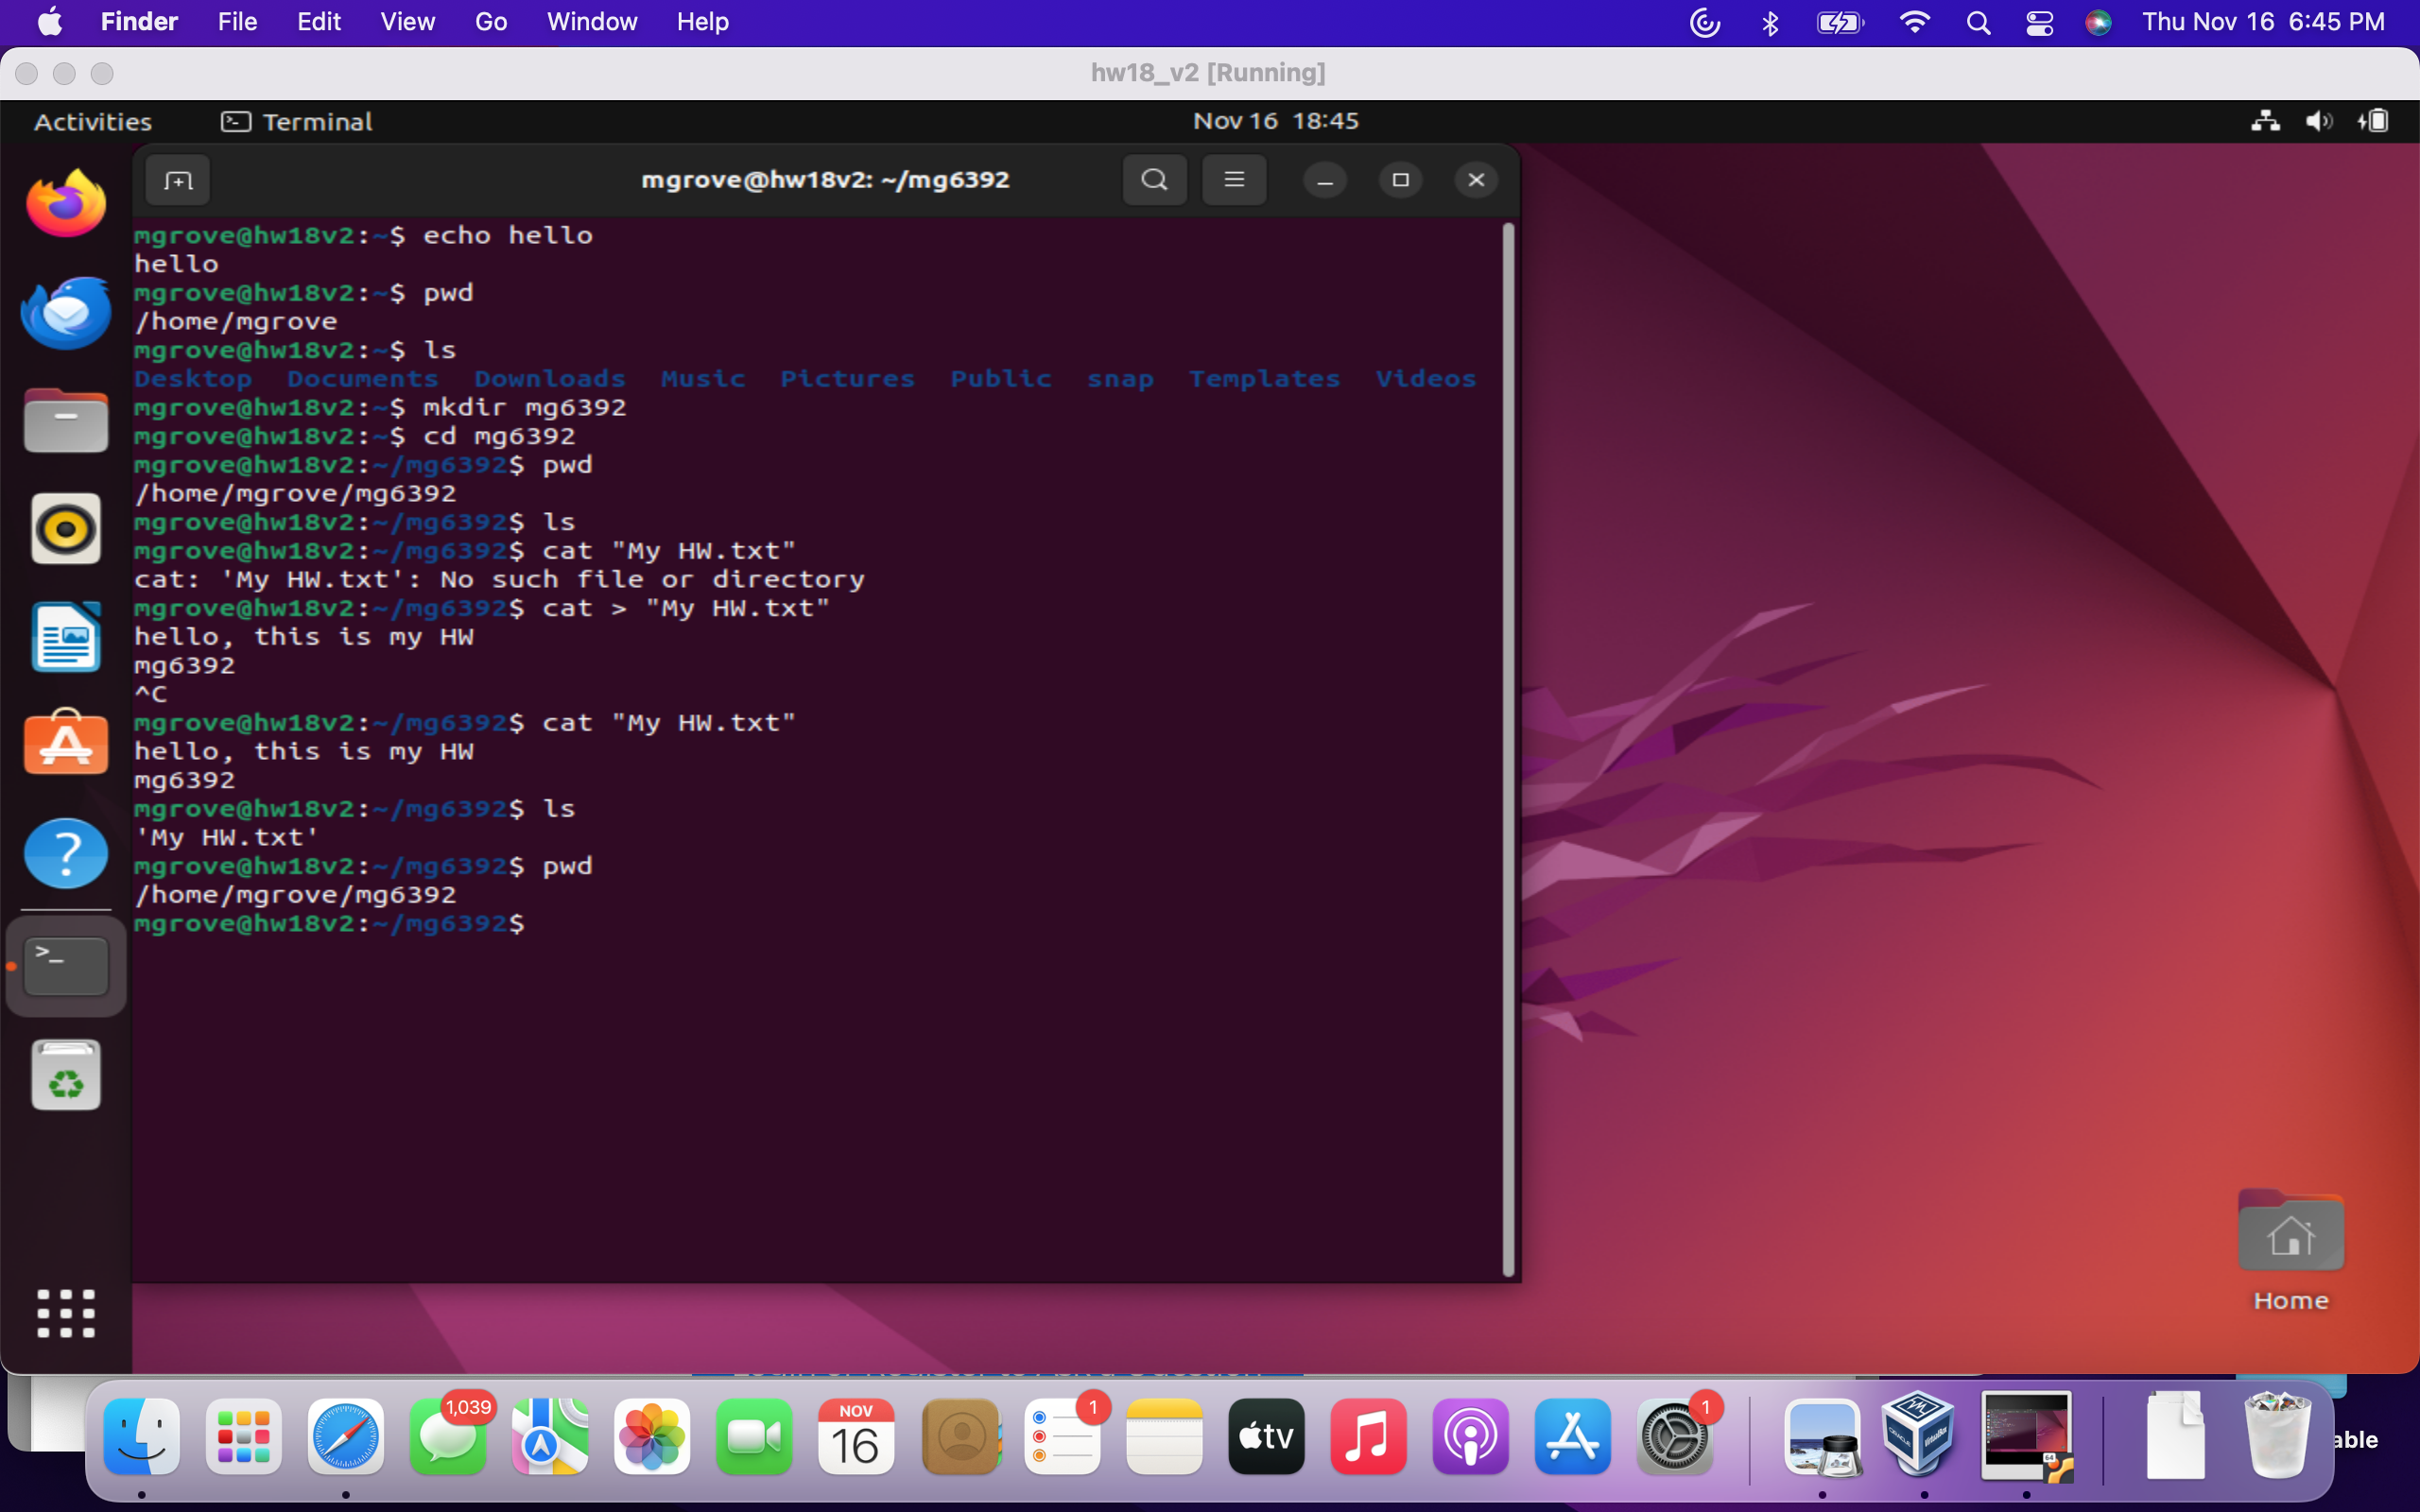 Finder File Edit View Go Window Help Thu Nov 16 6:45 PM
hw18_v2 [Running]
Activities Terminal Nov 16 18:45
mgrove@hw18v2: ~/mg6392
mgrove@hw18v2:~$ echo hello
hello
mgrove@hw18v2:~$ pwd
/home/mgrove
mgrove@hw18v2:~$ ls
Desktop Documents Downloads Music Pictures Public snap Templates Videos
mgrove@hw18v2:~$ mkdir mg6392
mgrove@hw18v2:~$ cd mg6392
mgrove@hw18v2:~/mg6392$ pwd
/home/mgrove/mg6392
mgrove@hw18v2:~/mg6392$ ls
mgrove@hw18v2:~/mg6392$ cat "My HW.txt"
cat: 'My HW.txt': No such file or directory
mgrove@hw18v2:~/mg6392$ cat > "My HW.txt"
hello, this is my HW
mg6392
^C
mgrove@hw18v2:~/mg6392$ cat "My HW.txt"
hello, this is my HW
mg6392
mgrove@hw18v2:~/mg6392$ ls
'My HW.txt'
mgrove@hw18v2:~/mg6392$ pwd
/home/mgrove/mg6392
mgrove@hw18v2:~/mg6392$
Home
1,039
NOV
16
1
tv
1
64
able